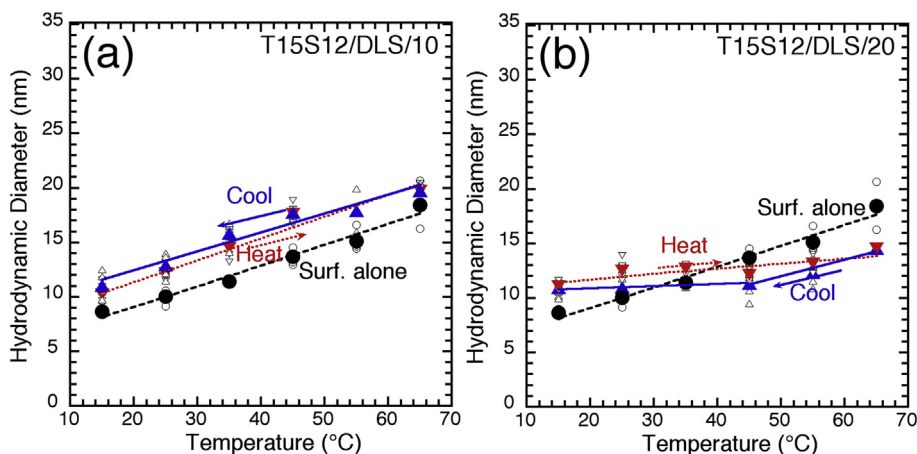 (a)
T15S12/DLS/10
Hydrodynamic Diameter (nm)
35
30
25
20
15
10
5
0
Cool
Heat
Surf. alone
10 20 30 40 50 60 70
Temperature (°C)
(b)
T15S12/DLS/20
Hydrodynamic Diameter (nm)
35
30
25
20
15
10
5
0
Surf. alone
Heat
Cool
10 20 30 40 50 60 70
Temperature (°C)